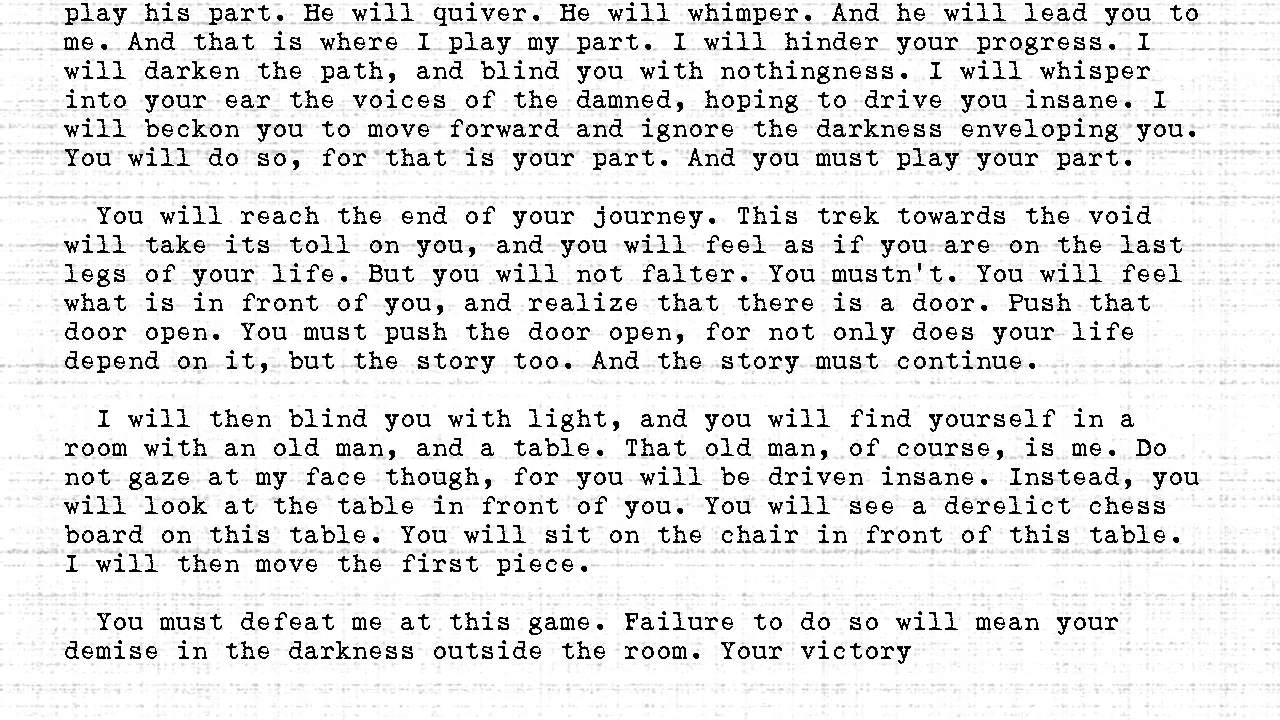 play his part. He will quiver. He will whimper. And he will lead you to
me. And that is where I play my part. I will hinder your progress. I
will darken the path, and blind you with nothingness. I will whisper
into your ear the voices of the damned, hoping to drive you insane. I
will beckon you to move forward and ignore the darkness enveloping you.
You will do so, for that is your part. And you must play your part.
You will reach the end of your journey. This trek towards the void
will take its toll on you, and you will feel as if you are on the last
legs of your life. But you will not falter. You mustn't. You will feel
what is in front of you, and realize that there is a door. Push that
door open. You must push the door open, for not only does your life
depend on it, but the story too. And the story must continue.
I will then blind you with light, and you will find yourself in a
room with an old man, and a table. That old man, of course, is me. Do
not gaze at my face though, for you will be driven insane. Instead, you
will look at the table in front of you. You will see a derelict chess
board on this table. You will sit on the chair in front of this table.
I will then move the first piece.
You must defeat me at this game. Failure to do so will mean your
demise in the darkness outside the room. Your victory